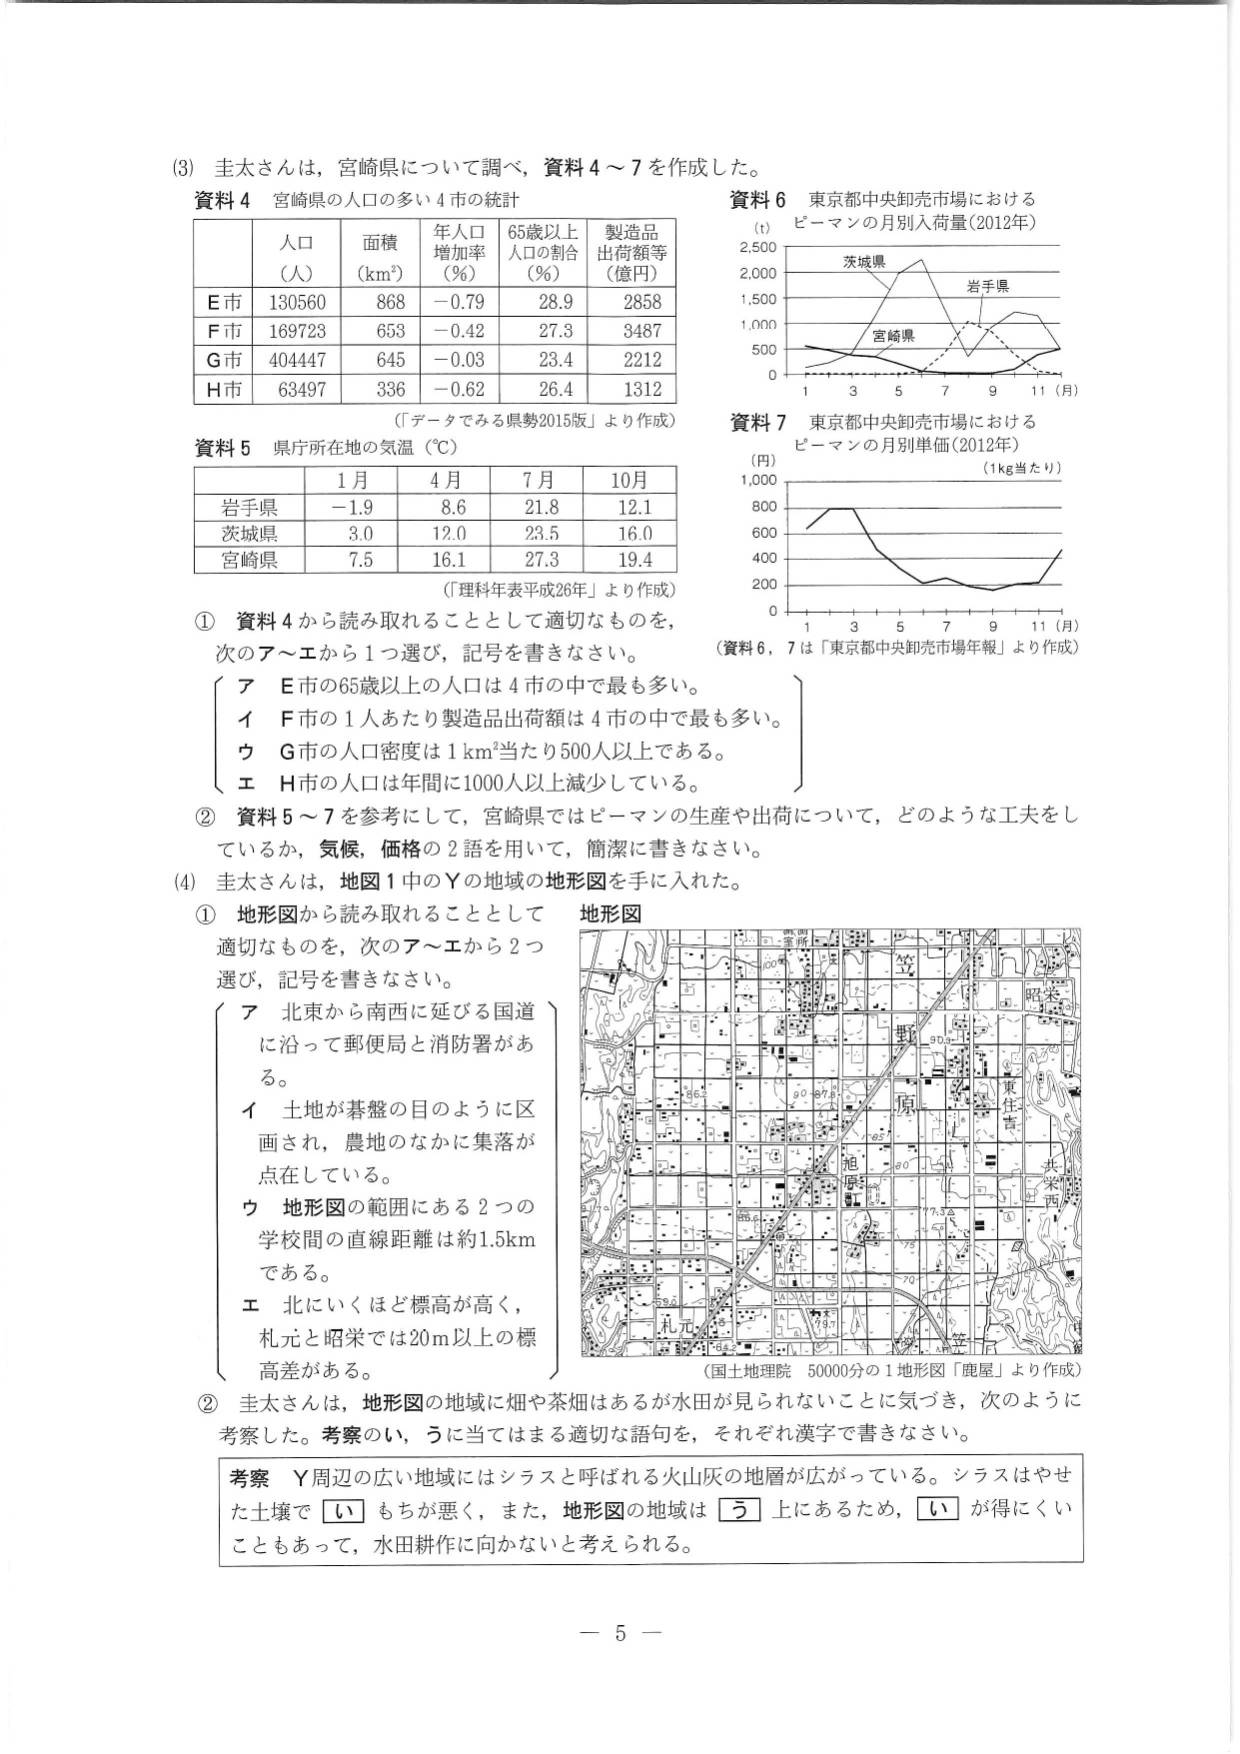 (3) 圭太さんは，宮崎県について調べ，資料4～7を作成した。
資料4 宮崎県の人口の多い4市の統計
人口（人） 面積（km²） 年人口増加率（％） 65歳以上人口の割合（％） 製造品出荷額等（億円）
E市 130560 868 －0.79 28.9 2858
F市 169723 653 －0.42 27.3 3487
G市 404447 645 －0.03 23.4 2212
H市 63497 336 －0.62 26.4 1312
（「データでみる県勢2015版」より作成）
資料5 県庁所在地の気温（℃）
1月 4月 7月 10月
岩手県 －1.9 8.6 21.8 12.1
茨城県 3.0 12.0 23.5 16.0
宮崎県 7.5 16.1 27.3 19.4
（「理科年表平成26年」より作成）
資料6 東京都中央卸売市場における
ピーマンの月別入荷量（2012年）
（t）
2,500
2,000
1,500
1,000
500
0
茨城県
岩手県
宮崎県
1 3 5 7 9 11（月）
資料7 東京都中央卸売市場における
ピーマンの月別単価（2012年）
（円）
（1kg当たり）
1,000
800
600
400
200
0
1 3 5 7 9 11（月）
（資料6，7は「東京都中央卸売市場年報」より作成）
① 資料4から読み取れることとして適切なものを，
次のア～エから1つ選び，記号を書きなさい。
ア E市の65歳以上の人口は4市の中で最も多い。
イ F市の1人あたり製造品出荷額は4市の中で最も多い。
ウ G市の人口密度は1km²当たり500人以上である。
エ H市の人口は年間に1000人以上減少している。
② 資料5～7を参考にして，宮崎県ではピーマンの生産や出荷について，どのような工夫をし
ているか，気候，価格の2語を用いて，簡潔に書きなさい。
(4) 圭太さんは，地図1中のYの地域の地形図を手に入れた。
① 地形図から読み取れることとして
適切なものを，次のア～エから2つ
選び，記号を書きなさい。
ア 北東から南西に延びる国道
に沿って郵便局と消防署があ
る。
イ 土地が碁盤の目のように区
画され，農地のなかに集落が
点在している。
ウ 地形図の範囲にある2つの
学校間の直線距離は約1.5km
である。
エ 北にいくほど標高が高く，
札元と昭栄では20m以上の標
高差がある。
地形図
笠
野
原
昭栄
東住吉
共栄西
旭原町
札元
笠
（国土地理院 50000分の1地形図「鹿屋」より作成）
② 圭太さんは，地形図の地域に畑や茶畑はあるが水田が見られないことに気づき，次のように
考察した。考察のい，うに当てはまる適切な語句を，それぞれ漢字で書きなさい。
考察 Y周辺の広い地域にはシラスと呼ばれる火山灰の地層が広がっている。シラスはやせ
た土壌で い もちが悪く，また，地形図の地域は う 上にあるため， い が得にくい
こともあって，水田耕作に向かないと考えられる。
— 5 —